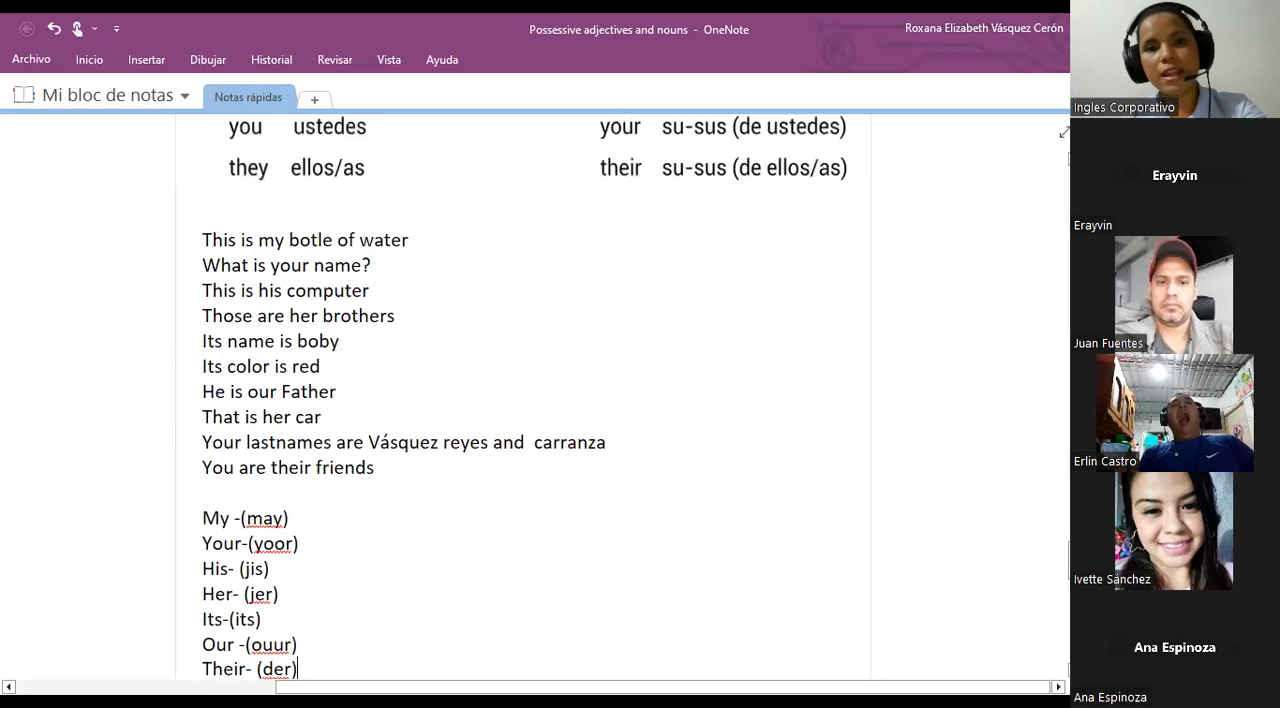 Possessive adjectives and nouns - OneNote
Roxana Elizabeth Vásquez Cerón
Archivo Inicio Insertar Dibujar Historial Revisar Vista Ayuda
Mi bloc de notas Notas rápidas
you ustedes your su-sus (de ustedes)
they ellos/as their su-sus (de ellos/as)
This is my botle of water
What is your name?
This is his computer
Those are her brothers
Its name is boby
Its color is red
He is our Father
That is her car
Your lastnames are Vásquez reyes and carranza
You are their friends
My -(may)
Your-(yoor)
His- (jis)
Her- (jer)
Its-(its)
Our -(ouur)
Their- (der)
Ingles Corporativo
Erayvin
Erayvin
Juan Fuentes
Erlin Castro
Ivette Sánchez
Ana Espinoza
Ana Espinoza